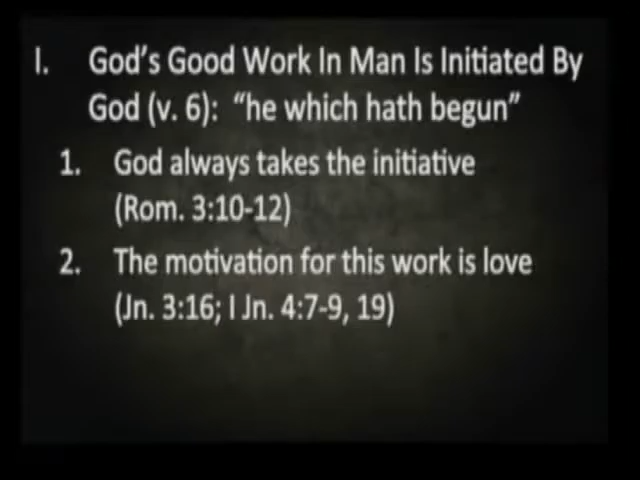 I. God's Good Work In Man Is Initiated By
God (v. 6): "he which hath begun"
1. God always takes the initiative
(Rom. 3:10-12)
2. The motivation for this work is love
(Jn. 3:16; I Jn. 4:7-9, 19)